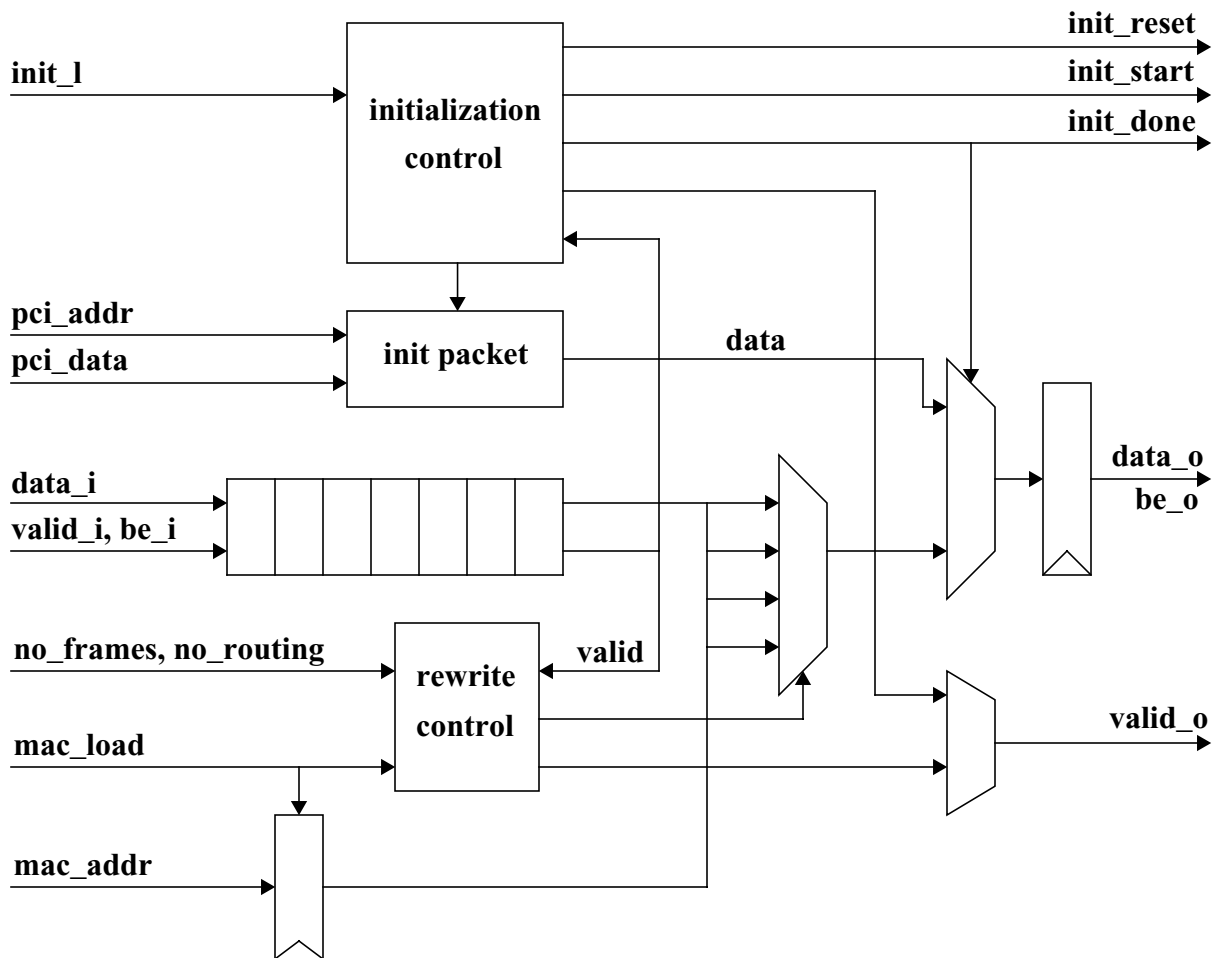 init_reset
init_l
init_start
initialization
control
init_done
pci_addr
pci_data
init packet
data
data_i
valid_i, be_i
data_o
be_o
no_frames, no_routing
rewrite
control
valid
mac_load
valid_o
mac_addr